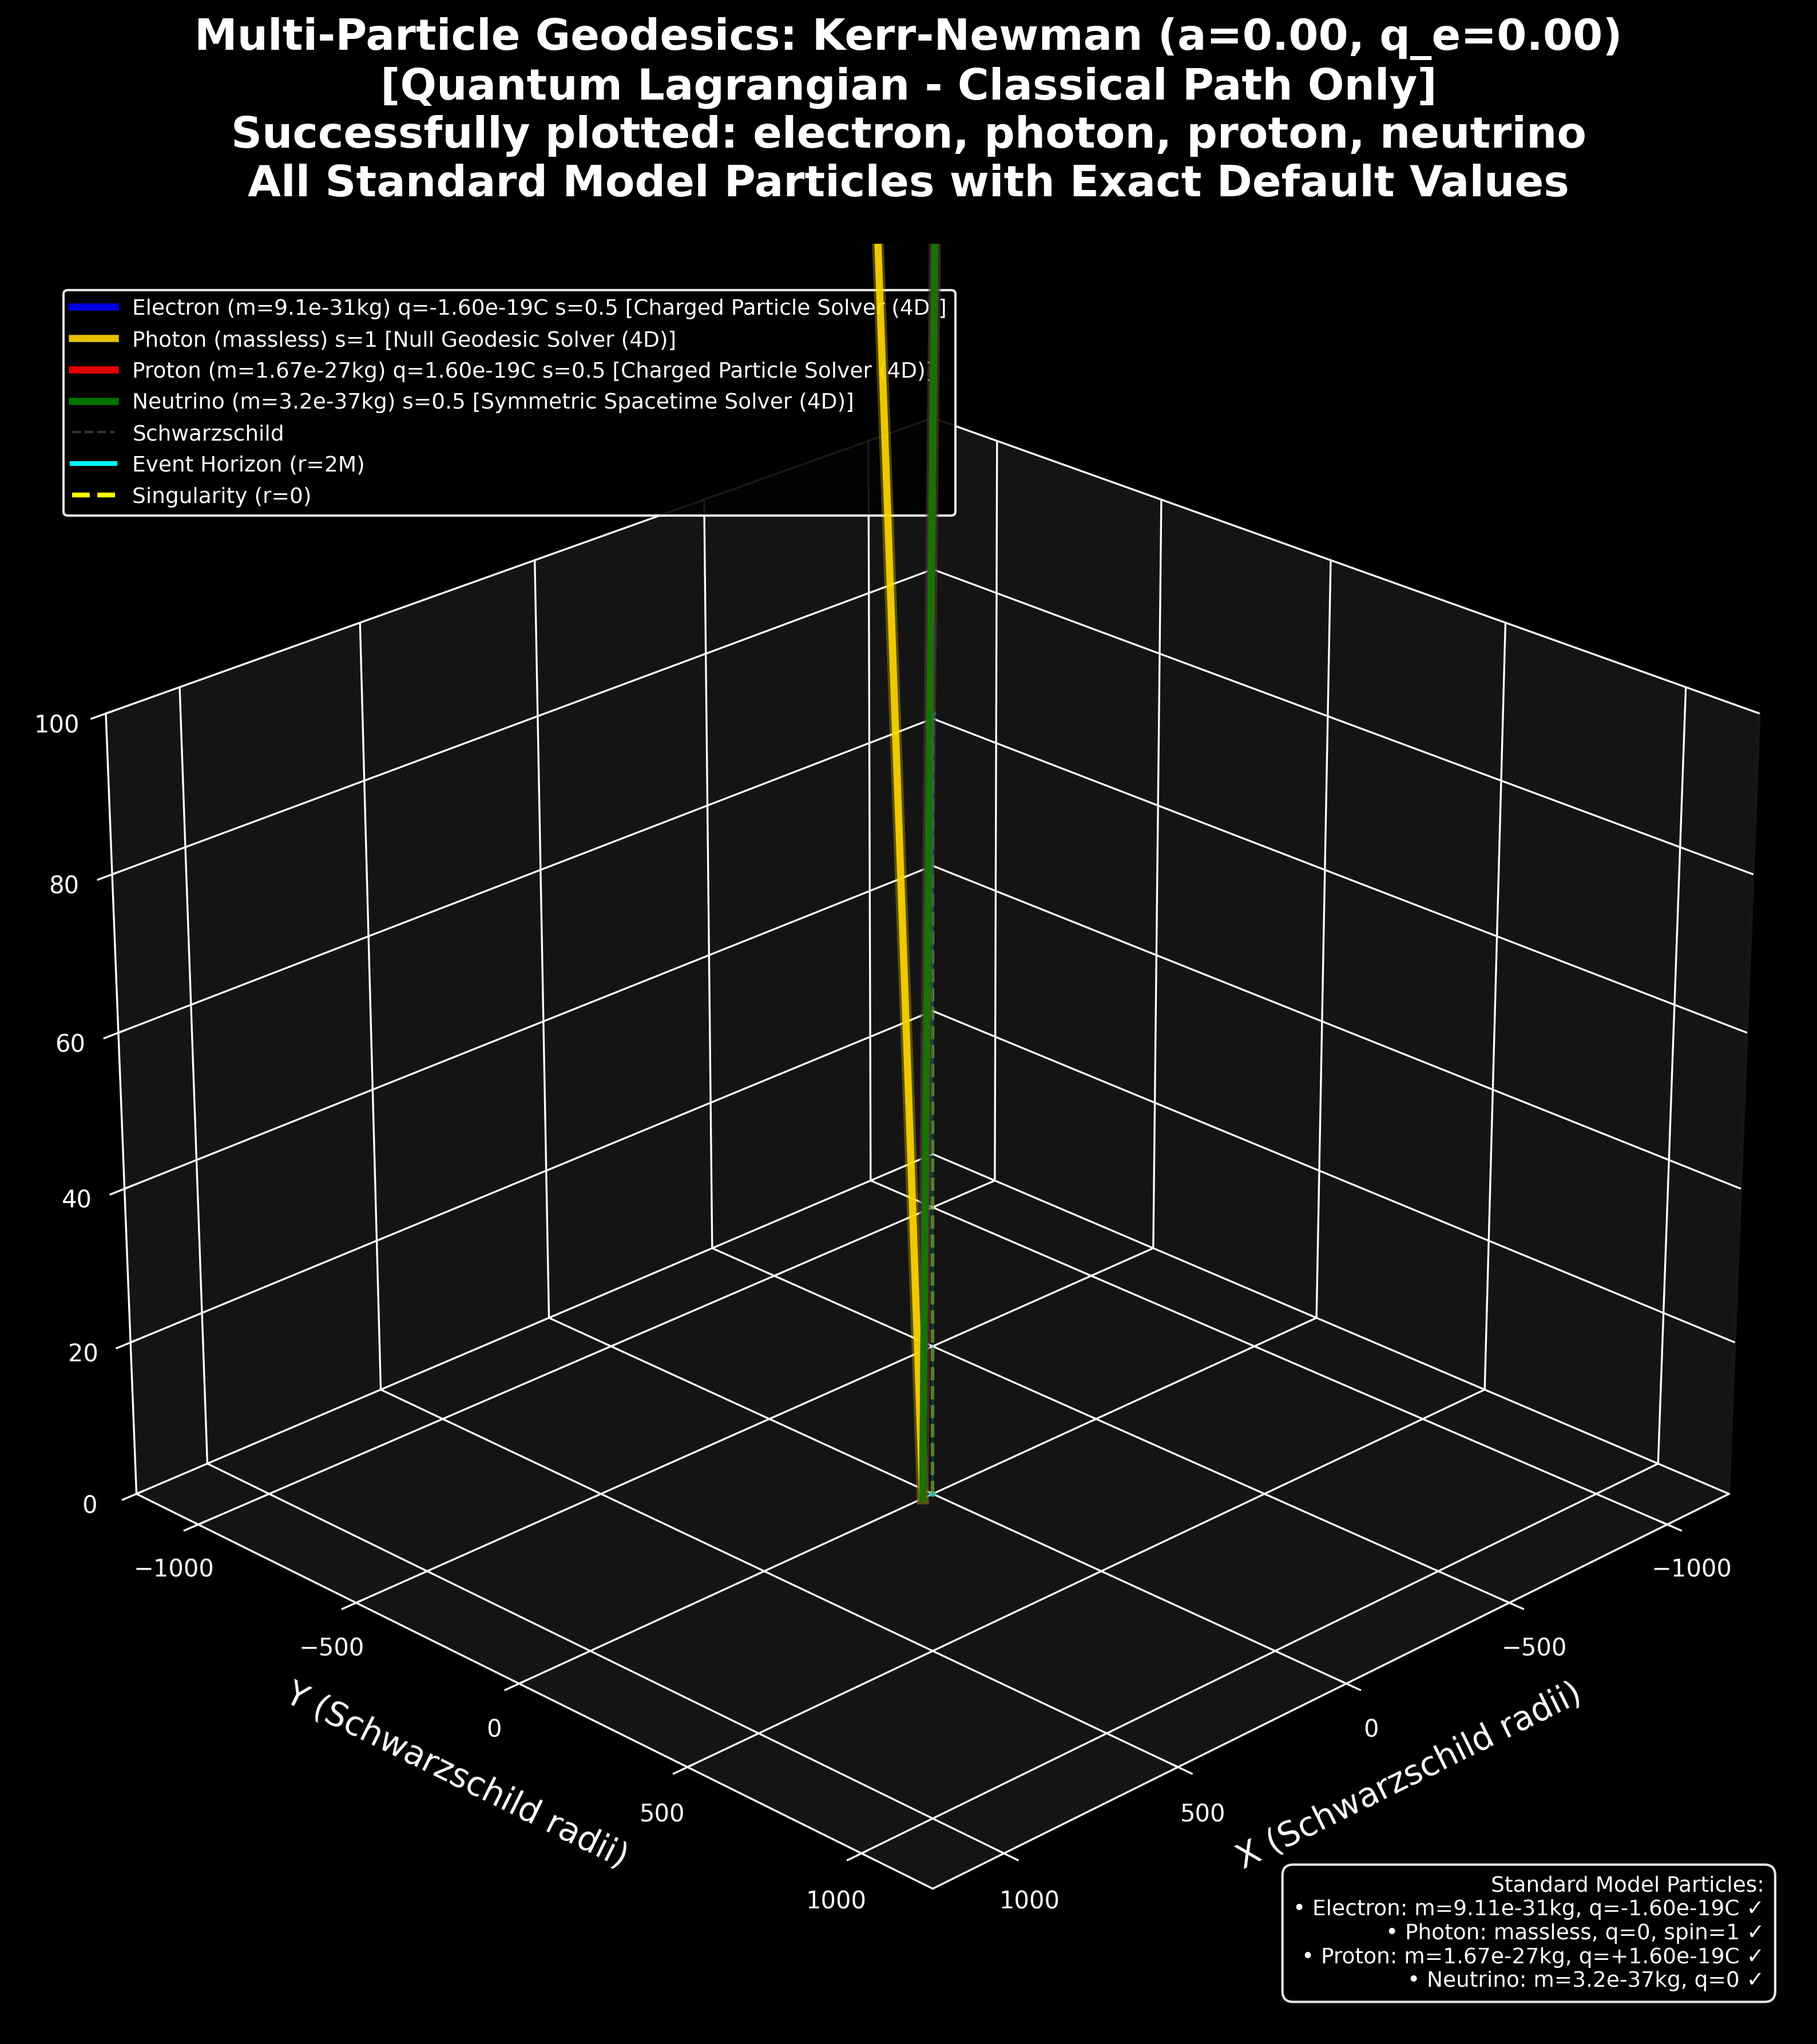 Multi-Particle Geodesics: Kerr-Newman (a=0.00, q_e=0.00)
[Quantum Lagrangian - Classical Path Only]
Successfully plotted: electron, photon, proton, neutrino
All Standard Model Particles with Exact Default Values
Electron (m=9.1e-31kg) q=-1.60e-19C s=0.5 [Charged Particle Solver (4D)]
Photon (massless) s=1 [Null Geodesic Solver (4D)]
Proton (m=1.67e-27kg) q=1.60e-19C s=0.5 [Charged Particle Solver (4D)]
Neutrino (m=3.2e-37kg) s=0.5 [Symmetric Spacetime Solver (4D)]
Schwarzschild
Event Horizon (r=2M)
Singularity (r=0)
100
80
60
40
20
0
−1000
−500
0
500
1000
Y (Schwarzschild radii)
−1000
−500
0
500
1000
X (Schwarzschild radii)
Standard Model Particles:
• Electron: m=9.11e-31kg, q=-1.60e-19C ✓
• Photon: massless, q=0, spin=1 ✓
• Proton: m=1.67e-27kg, q=+1.60e-19C ✓
• Neutrino: m=3.2e-37kg, q=0 ✓